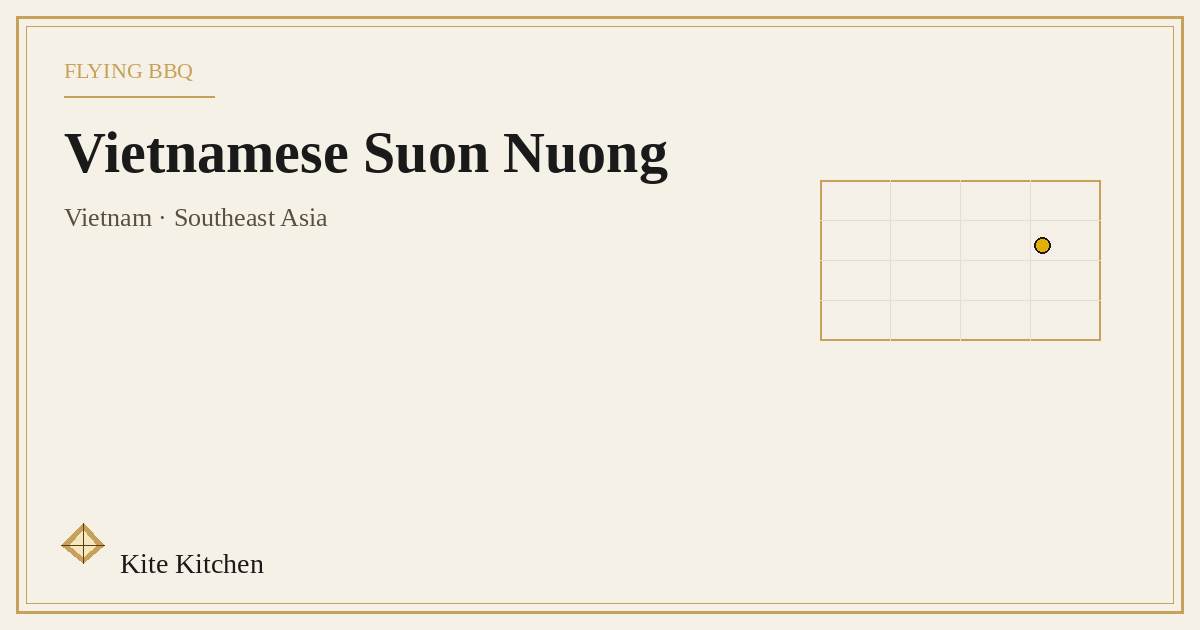 FLYING BBQ
Vietnamese Suon Nuong
Vietnam · Southeast Asia
Kite Kitchen